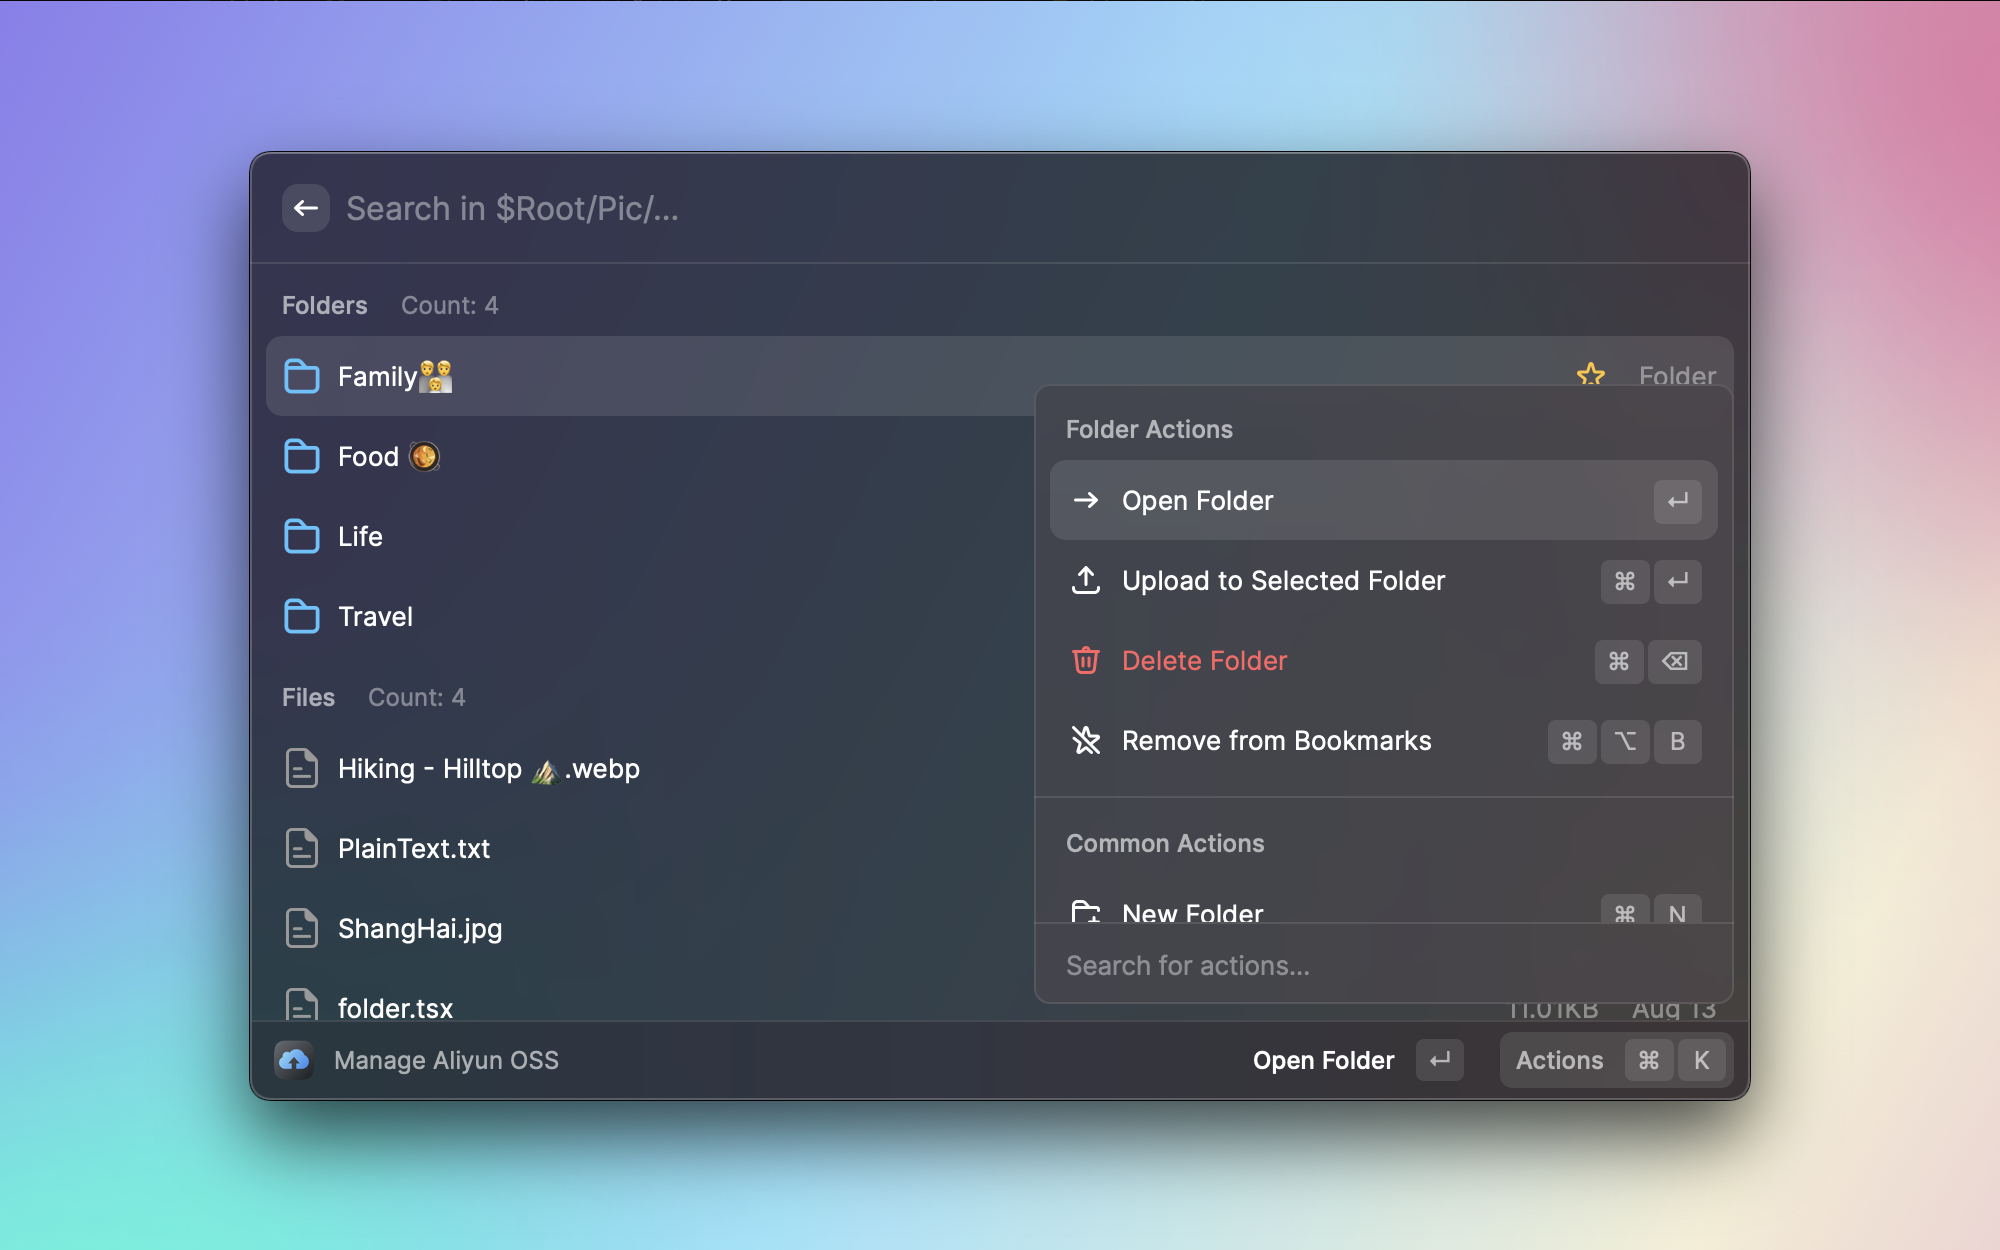 Search in $Root/Pic/...
Folders Count: 4
Family👨‍👨‍👦 Folder
Food 🥘
Life
Travel
Files Count: 4
Hiking - Hilltop ⛰️.webp
PlainText.txt
ShangHai.jpg
folder.tsx 11.01KB Aug 13
Folder Actions
Open Folder ↵
Upload to Selected Folder ⌘ ↵
Delete Folder ⌘ ⌫
Remove from Bookmarks ⌘ ⌥ B
Common Actions
New Folder ⌘ N
Search for actions...
Manage Aliyun OSS Open Folder ↵ Actions ⌘ K